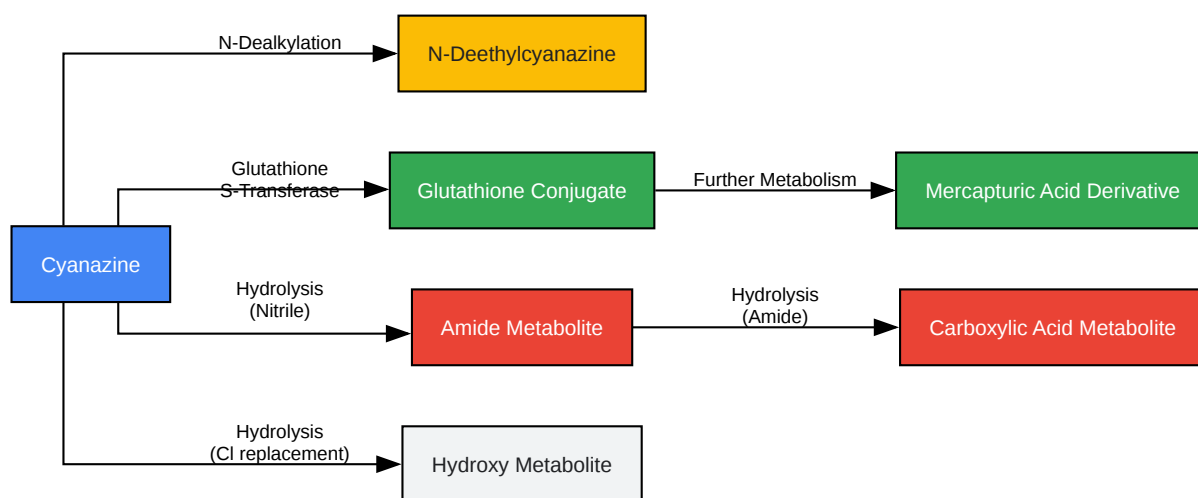 N-Dealkylation
N-Deethylcyanazine
Glutathione
S-Transferase
Glutathione Conjugate
Further Metabolism
Mercapturic Acid Derivative
Cyanazine
Hydrolysis
(Nitrile)
Amide Metabolite
Hydrolysis
(Amide)
Carboxylic Acid Metabolite
Hydrolysis
(Cl replacement)
Hydroxy Metabolite